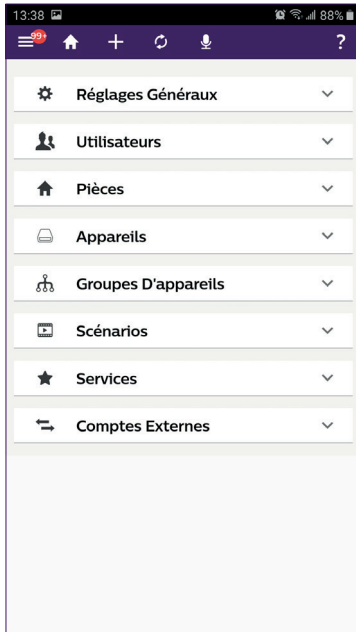 13:38 88%
99+ ?
Réglages Généraux
Utilisateurs
Pièces
Appareils
Groupes D'appareils
Scénarios
Services
Comptes Externes